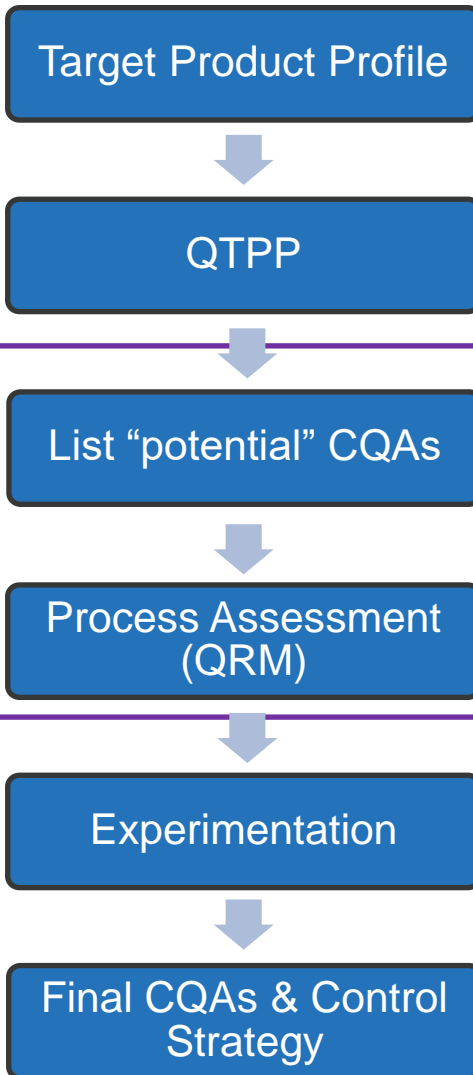 Target Product Profile
QTPP
List “potential” CQAs
Process Assessment
(QRM)
Experimentation
Final CQAs & Control
Strategy